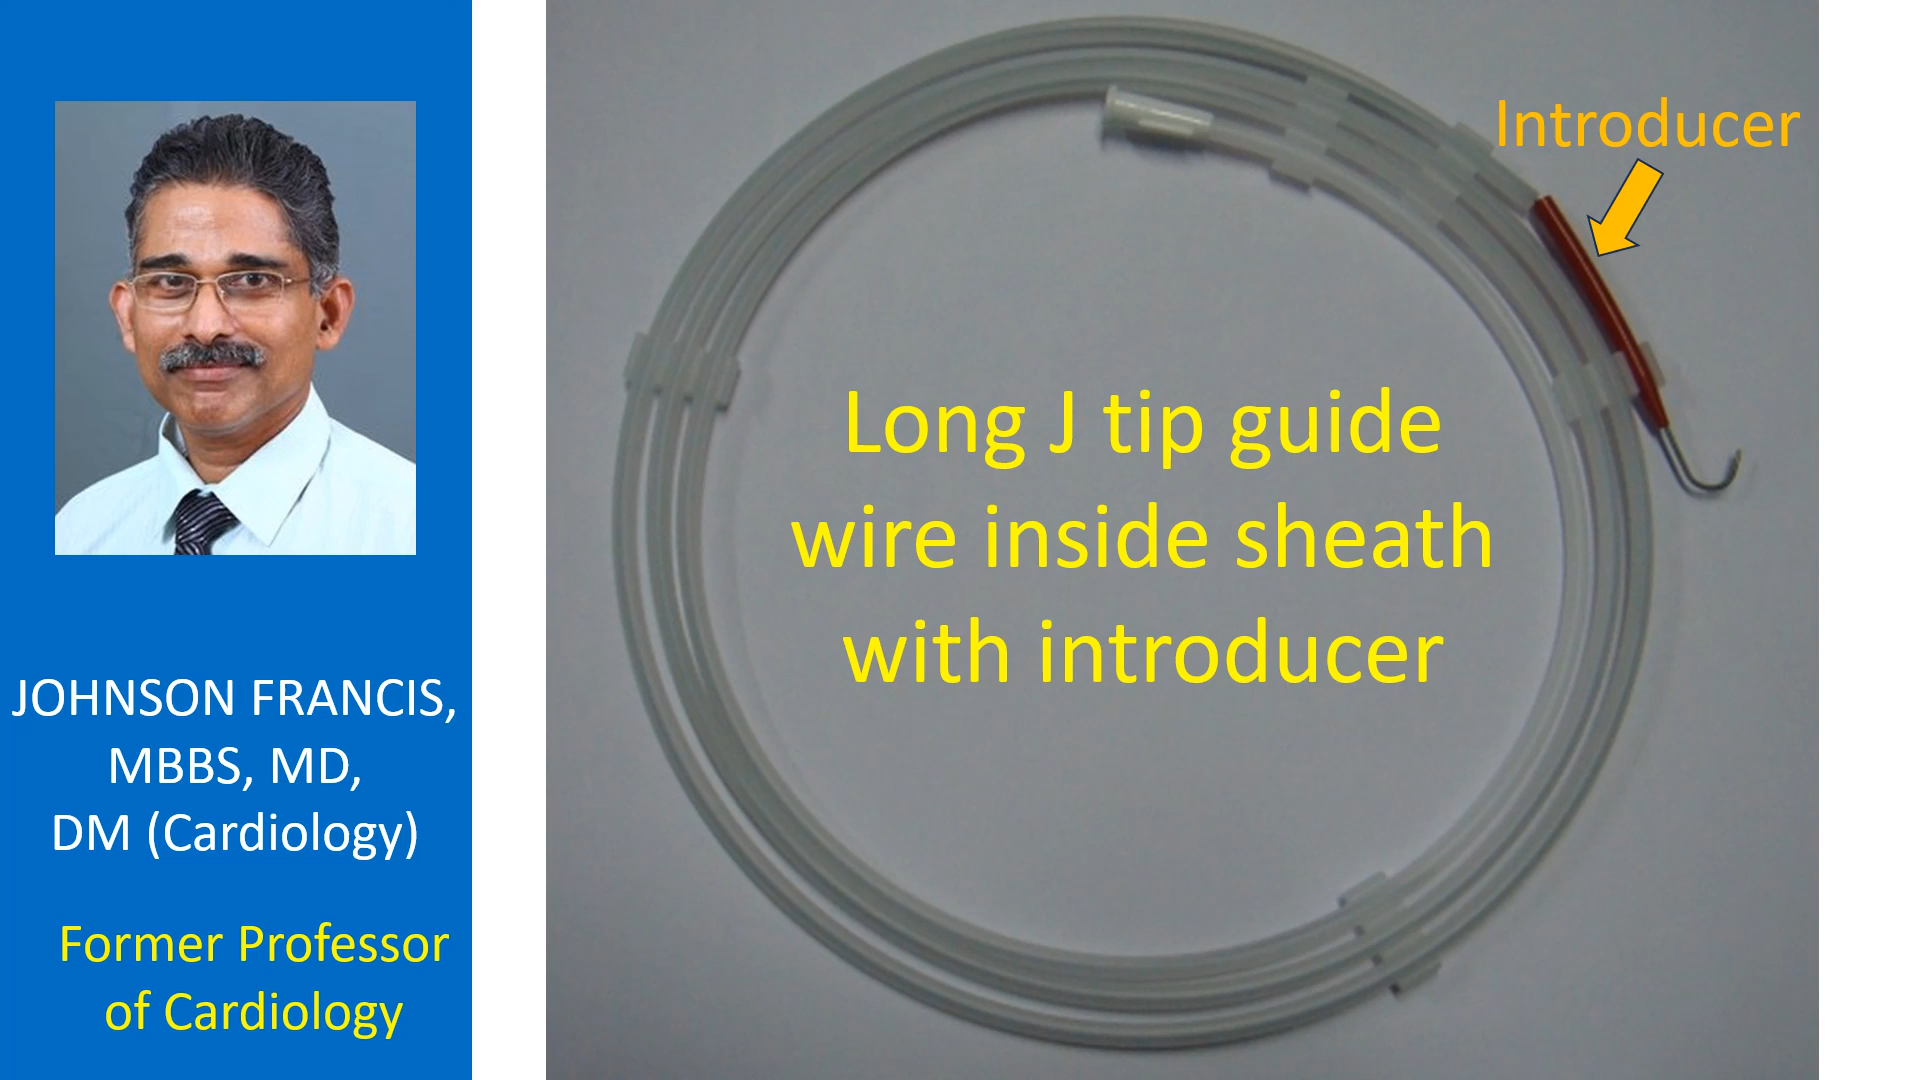 JOHNSON FRANCIS,
MBBS, MD,
DM (Cardiology)
Former Professor
of Cardiology
Introducer
Long J tip guide
wire inside sheath
with introducer